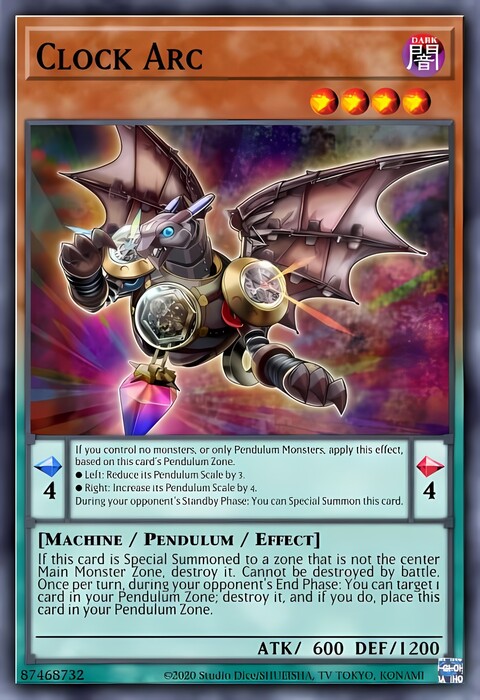 CLOCK ARC
DARK
闇
If you control no monsters, or only Pendulum Monsters, apply this effect,
based on this card's Pendulum Zone.
● Left: Reduce its Pendulum Scale by 3.
● Right: Increase its Pendulum Scale by 4.
During your opponent's Standby Phase: You can Special Summon this card.
4
4
[MACHINE / PENDULUM / EFFECT]
If this card is Special Summoned to a zone that is not the center
Main Monster Zone, destroy it. Cannot be destroyed by battle.
Once per turn, during your opponent's End Phase: You can target 1
card in your Pendulum Zone; destroy it, and if you do, place this
card in your Pendulum Zone.
ATK/ 600 DEF/1200
87468732
©2020 Studio Dice/SHUEISHA, TV TOKYO, KONAMI